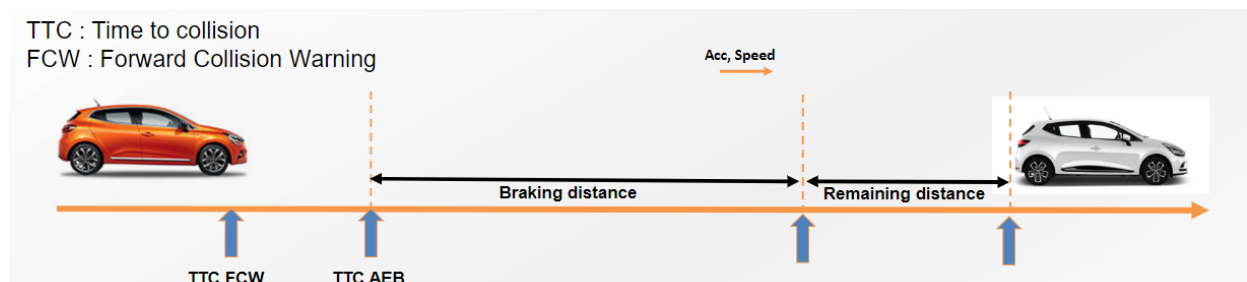 TTC : Time to collision
FCW : Forward Collision Warning
Acc, Speed
Braking distance
Remaining distance
TTC FCW
TTC AEB